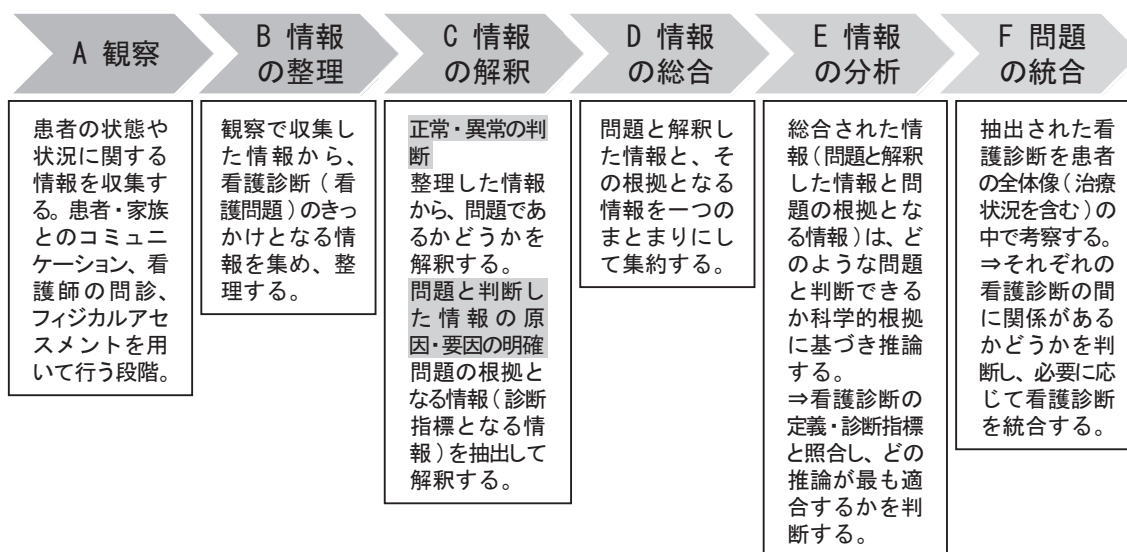 A 観察
患者の状態や
状況に関する
情報を収集す
る。患者・家族
とのコミュニ
ケーション、看
護師の問診、
フィジカルアセ
スメントを用
いて行う段階。
B 情報
の整理
観察で収集し
た情報から、
看護診断(看
護問題)のきっ
かけとなる情
報を集め、整
理する。
C 情報
の解釈
正常・異常の判
断
整理した情報
から、問題であ
るかどうかを
解釈する。
問題と判断し
た情報の原
因・要因の明確
問題の根拠と
なる情報(診断
指標となる情
報)を抽出して
解釈する。
D 情報
の総合
問題と解釈し
た情報と、そ
の根拠となる
情報を一つの
まとまりにし
て集約する。
E 情報
の分析
総合された情
報(問題と解釈
した情報と問
題の根拠とな
る情報)は、ど
のような問題
と判断できる
か科学的根拠
に基づき推論
する。
⇒看護診断の
定義・診断指標
と照合し、どの
推論が最も適
合するかを判
断する。
F 問題
の統合
抽出された看
護診断を患者
の全体像(治療
状況を含む)の
中で考察する。
⇒それぞれの
看護診断の間
に関係がある
かどうかを判
断し、必要に応
じて看護診断
を統合する。